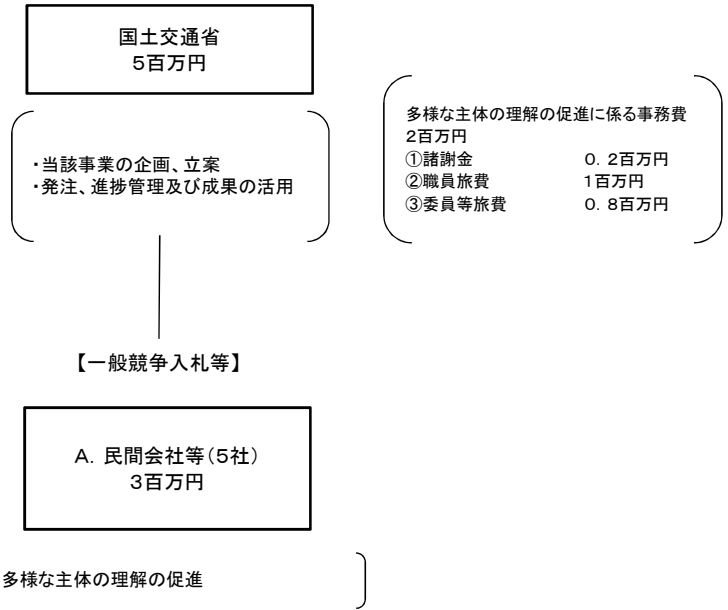 国土交通省
5百万円
・当該事業の企画、立案
・発注、進捗管理及び成果の活用
多様な主体の理解の促進に係る事務費
2百万円
①諸謝金 0．2百万円
②職員旅費 1百万円
③委員等旅費 0．8百万円
【一般競争入札等】
A．民間会社等（5社）
3百万円
多様な主体の理解の促進